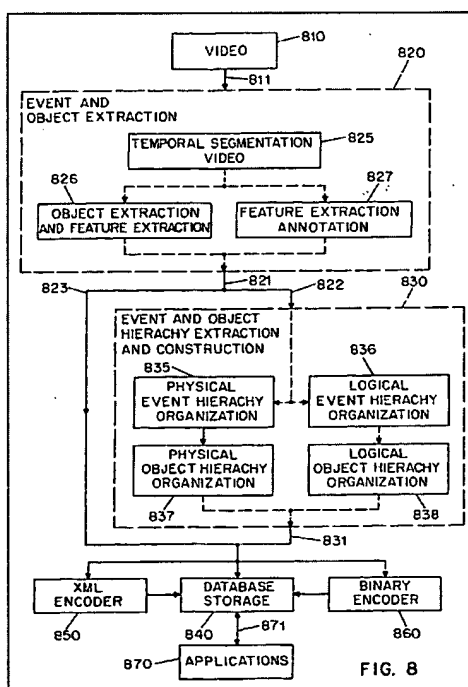 VIDEO
810
811
820
EVENT AND
OBJECT EXTRACTION
TEMPORAL SEGMENTATION
VIDEO
825
826
827
OBJECT EXTRACTION
AND FEATURE EXTRACTION
FEATURE EXTRACTION
ANNOTATION
821
822
823
830
EVENT AND OBJECT
HIERACHY EXTRACTION
AND CONSTRUCTION
835
836
PHYSICAL
EVENT HIERACHY
ORGANIZATION
LOGICAL
EVENT HIERACHY
ORGANIZATION
PHYSICAL
OBJECT HIERACHY
ORGANIZATION
LOGICAL
OBJECT HIERACHY
ORGANIZATION
837
838
831
XML
ENCODER
DATABASE
STORAGE
BINARY
ENCODER
850
840
871
860
870
APPLICATIONS
FIG. 8